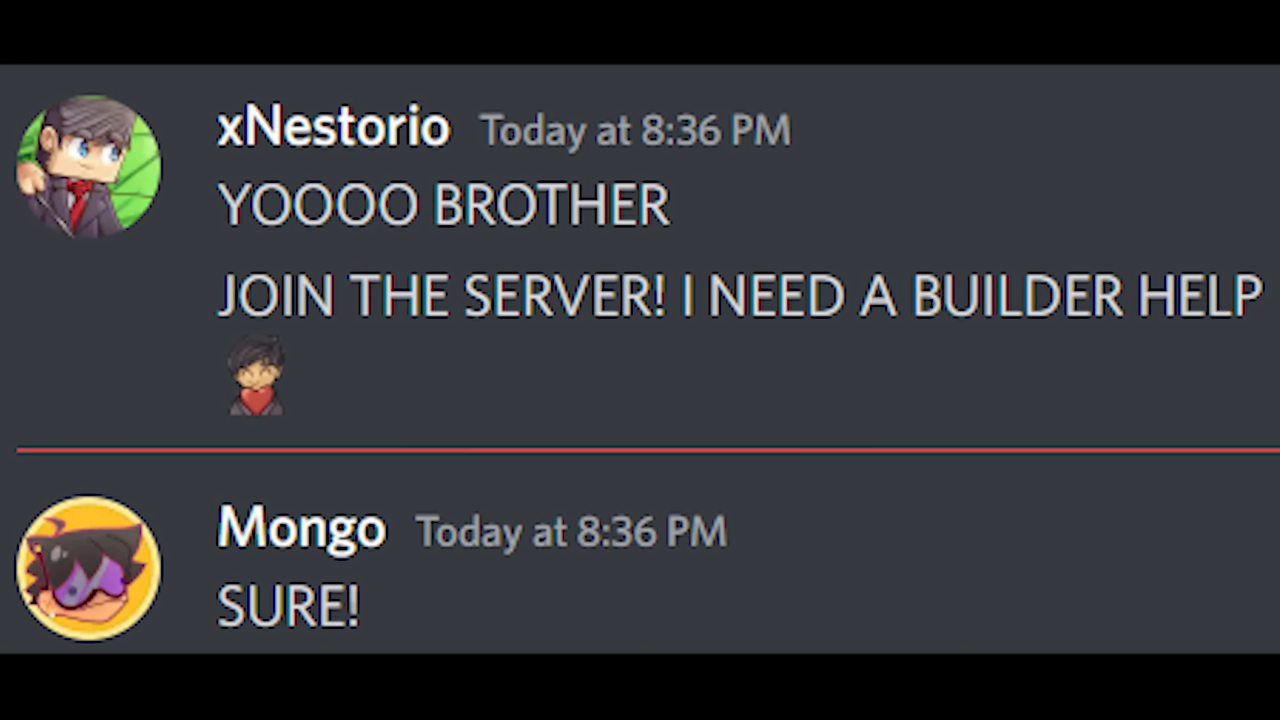 xNestorio Today at 8:36 PM
YOOOO BROTHER
JOIN THE SERVER! I NEED A BUILDER HELP
Mongo Today at 8:36 PM
SURE!